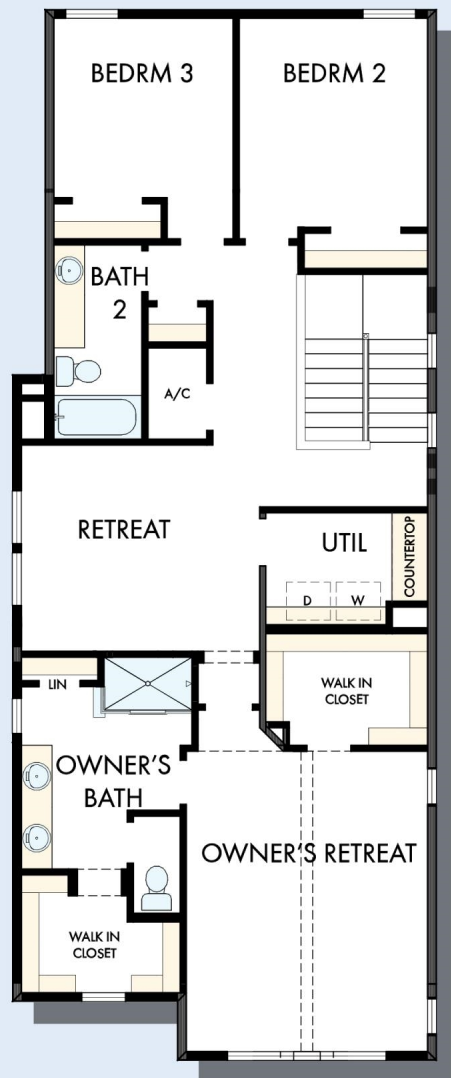 BEDRM 3
BEDRM 2
BATH
2
A/C
RETREAT
UTIL
COUNTERTOP
D
W
LIN
WALK IN
CLOSET
OWNER'S
BATH
OWNER'S RETREAT
WALK IN
CLOSET